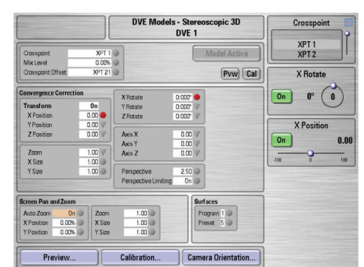 DVE Models - Stereoscopic 3D
DVE 1
Crosspoint XPT 1
Mix Level 0.00%
Crosspoint Offset XPT 21
Model Active
Pvw Cal
Convergence Correction
Transform On
X Position 0.00
Y Position 0.00
Z Position 0.00
Zoom 1.00
X Size 1.00
Y Size 1.00
X Rotate 0:000°
Y Rotate 0:000°
Z Rotate 0:000°
Axis X 0.00
Axis Y 0.00
Axis Z 0.00
Perspective 2.50
Perspective Limiting On
Screen Pan and Zoom
Auto Zoom On
X Position 0.00%
Y Position 0.00%
Zoom 1.00
X Size 1.00
Y Size 1.00
Surfaces
Program 1
Preset 5
Preview...
Calibration...
Camera Orientation...
Crosspoint
XPT 1
XPT 2
X Rotate
On 0° 0
X Position
On 0.00
-100 0 100